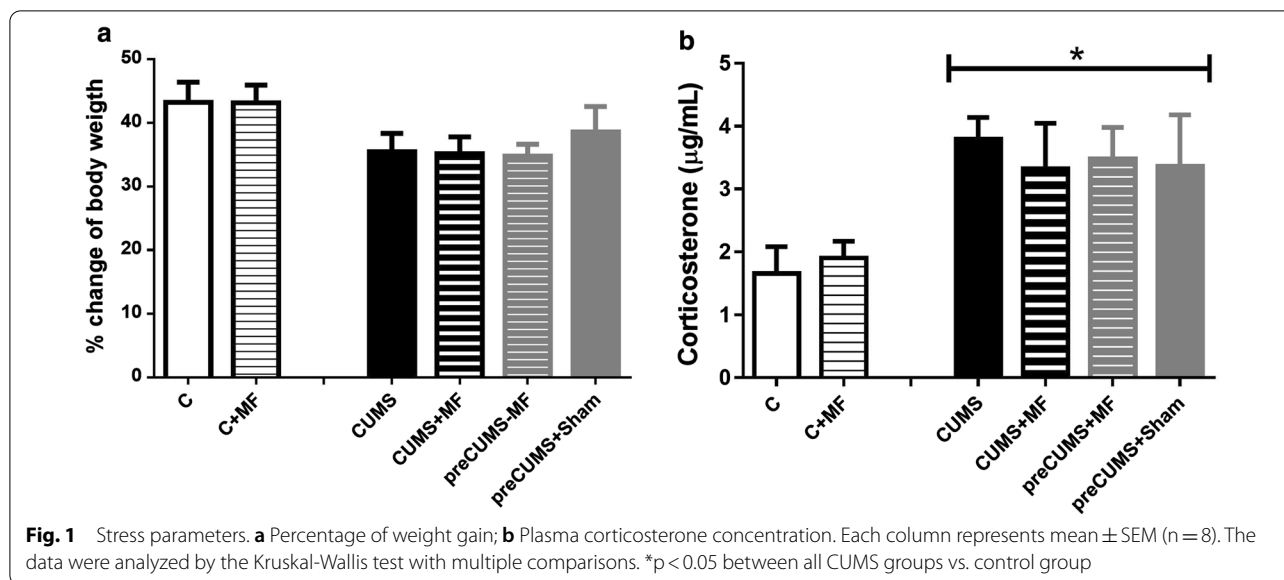 a
% change of body weigth
50
40
30
20
10
0
C
C+MF
CUMS
CUMS+MF
preCUMS-MF
preCUMS+Sham
b
Corticosterone (µg/mL)
5
4
3
2
1
0
*
C
C+MF
CUMS
CUMS+MF
preCUMS+MF
preCUMS+Sham
Fig. 1 Stress parameters. a Percentage of weight gain; b Plasma corticosterone concentration. Each column represents mean ± SEM (n = 8). The
data were analyzed by the Kruskal-Wallis test with multiple comparisons. *p < 0.05 between all CUMS groups vs. control group